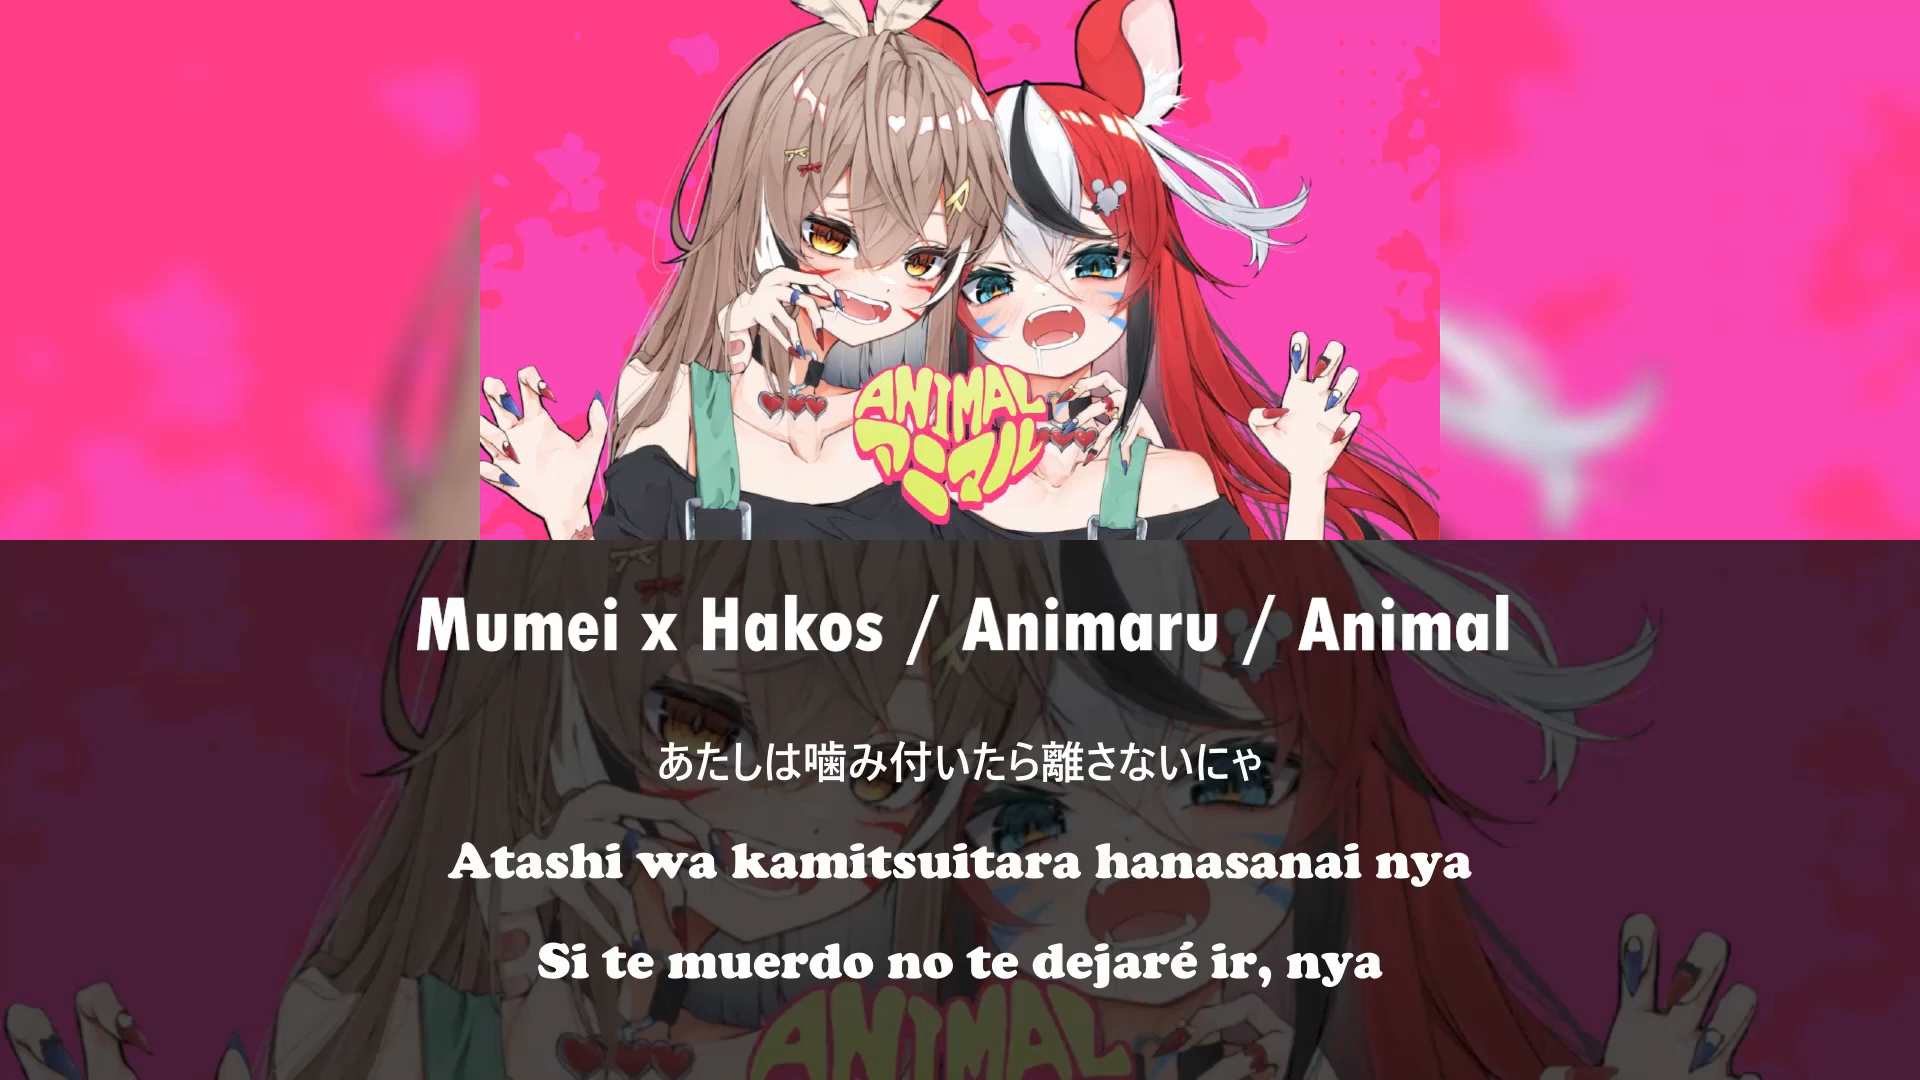 ANIMAL
アニマル
Mumei x Hakos / Animaru / Animal
あたしは噛み付いたら離さないにゃ
Atashi wa kamitsuitara hanasanai nya
Si te muerdo no te dejaré ir, nya
ANIMAL